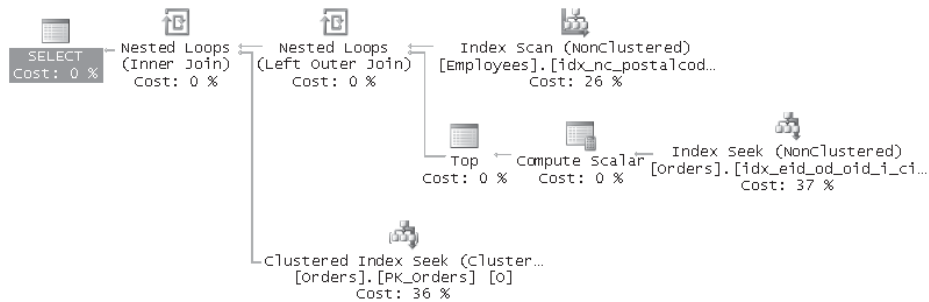 SELECT
Cost: 0 %
Nested Loops
(Inner Join)
Cost: 0 %
Nested Loops
(Left Outer Join)
Cost: 0 %
Index Scan (NonClustered)
[Employees].[idx_nc_postalcod...
Cost: 26 %
Top
Cost: 0 %
Compute Scalar
Cost: 0 %
Index Seek (NonClustered)
[Orders].[idx_eid_od_oid_i_ci...
Cost: 37 %
Clustered Index Seek (Cluster...
[Orders].[PK_Orders] [O]
Cost: 36 %